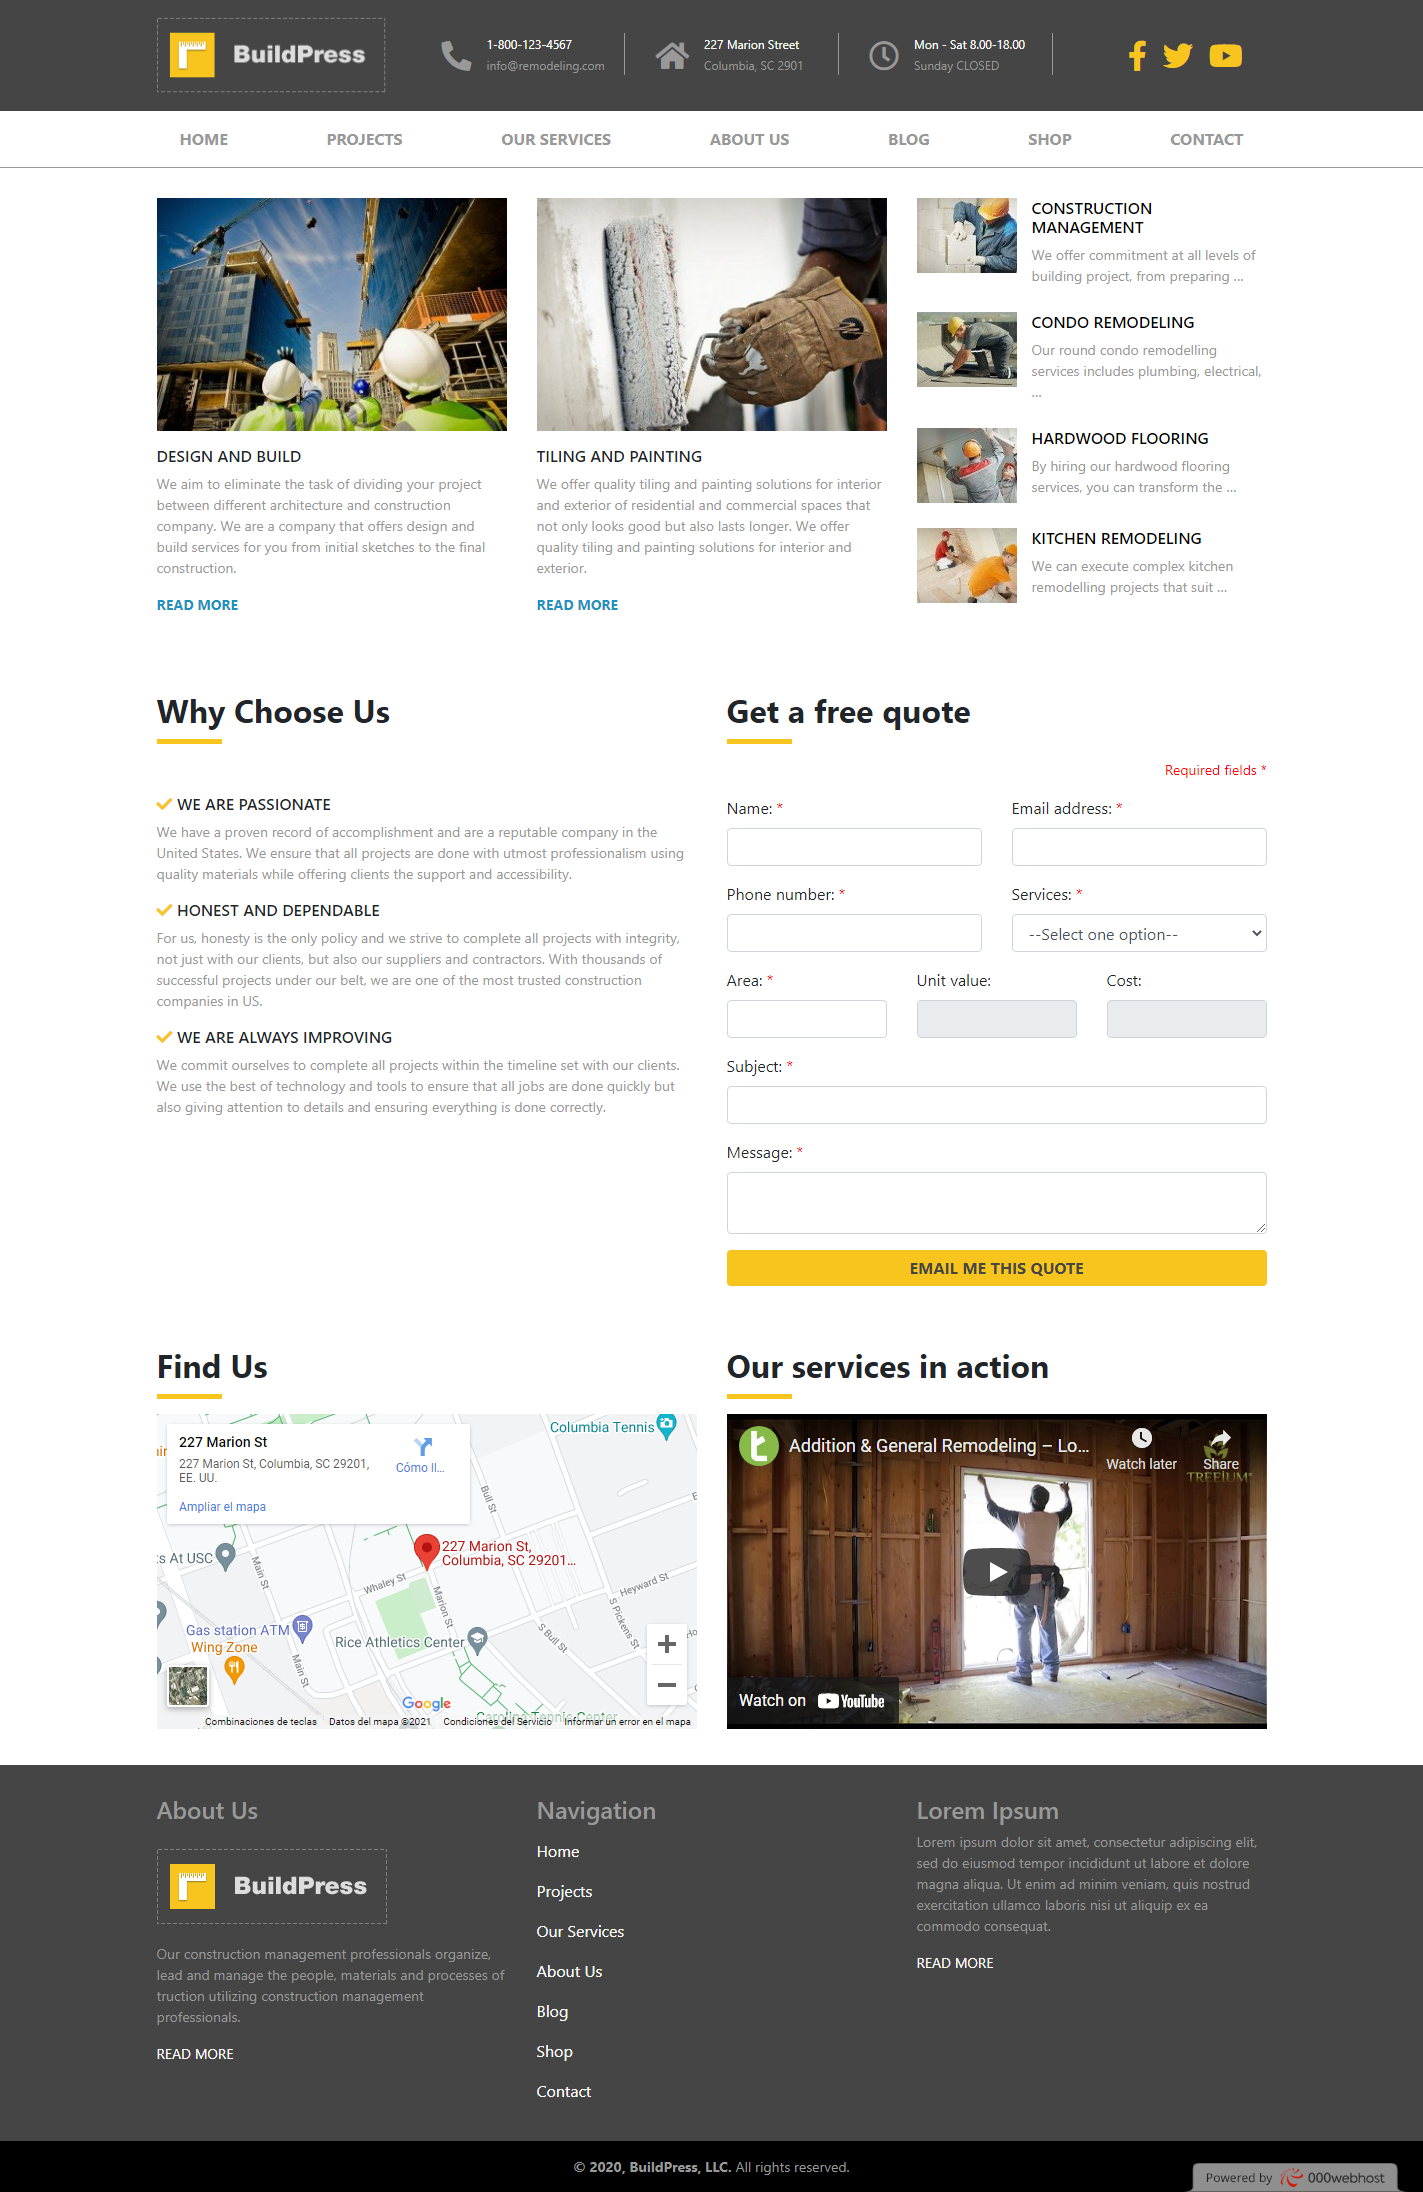 BuildPress
1-800-123-4567
info@remodeling.com
227 Marion Street
Columbia, SC 2901
Mon - Sat 8.00-18.00
Sunday CLOSED
HOME
PROJECTS
OUR SERVICES
ABOUT US
BLOG
SHOP
CONTACT
DESIGN AND BUILD
We aim to eliminate the task of dividing your project
between different architecture and construction
company. We are a company that offers design and
build services for you from initial sketches to the final
construction.
READ MORE
TILING AND PAINTING
We offer quality tiling and painting solutions for interior
and exterior of residential and commercial spaces that
not only looks good but also lasts longer. We offer
quality tiling and painting solutions for interior and
exterior.
READ MORE
CONSTRUCTION
MANAGEMENT
We offer commitment at all levels of
building project, from preparing ...
CONDO REMODELING
Our round condo remodelling
services includes plumbing, electrical,
...
HARDWOOD FLOORING
By hiring our hardwood flooring
services, you can transform the ...
KITCHEN REMODELING
We can execute complex kitchen
remodelling projects that suit ...
Why Choose Us
WE ARE PASSIONATE
We have a proven record of accomplishment and are a reputable company in the
United States. We ensure that all projects are done with utmost professionalism using
quality materials while offering clients the support and accessibility.
HONEST AND DEPENDABLE
For us, honesty is the only policy and we strive to complete all projects with integrity,
not just with our clients, but also our suppliers and contractors. With thousands of
successful projects under our belt, we are one of the most trusted construction
companies in US.
WE ARE ALWAYS IMPROVING
We commit ourselves to complete all projects within the timeline set with our clients.
We use the best of technology and tools to ensure that all jobs are done quickly but
also giving attention to details and ensuring everything is done correctly.
Get a free quote
Required fields *
Name: *
Email address: *
Phone number: *
Services: *
--Select one option--
Area: *
Unit value:
Cost:
Subject: *
Message: *
EMAIL ME THIS QUOTE
Find Us
227 Marion St
227 Marion St, Columbia, SC 29201,
EE. UU.
Cómo ll...
Ampliar el mapa
Columbia Tennis
Bull St
s At USC
Main St
227 Marion St,
Columbia, SC 29201...
Whaley St
Marion St
Heyward St
S Pickens St
S Bull St
Gas station ATM
Wing Zone
Main St
Rice Athletics Center
Ho
Google
Carolina Tennis Center
Combinaciones de teclas
Datos del mapa ©2021
Condiciones del Servicio
Informar un error en el mapa
Our services in action
Addition & General Remodeling – Lo...
Watch later
Share
TREEIUM
Watch on YouTube
About Us
BuildPress
Our construction management professionals organize,
lead and manage the people, materials and processes of
truction utilizing construction management
professionals.
READ MORE
Navigation
Home
Projects
Our Services
About Us
Blog
Shop
Contact
Lorem Ipsum
Lorem ipsum dolor sit amet, consectetur adipiscing elit,
sed do eiusmod tempor incididunt ut labore et dolore
magna aliqua. Ut enim ad minim veniam, quis nostrud
exercitation ullamco laboris nisi ut aliquip ex ea
commodo consequat.
READ MORE
© 2020, BuildPress, LLC. All rights reserved.
Powered by 000webhost